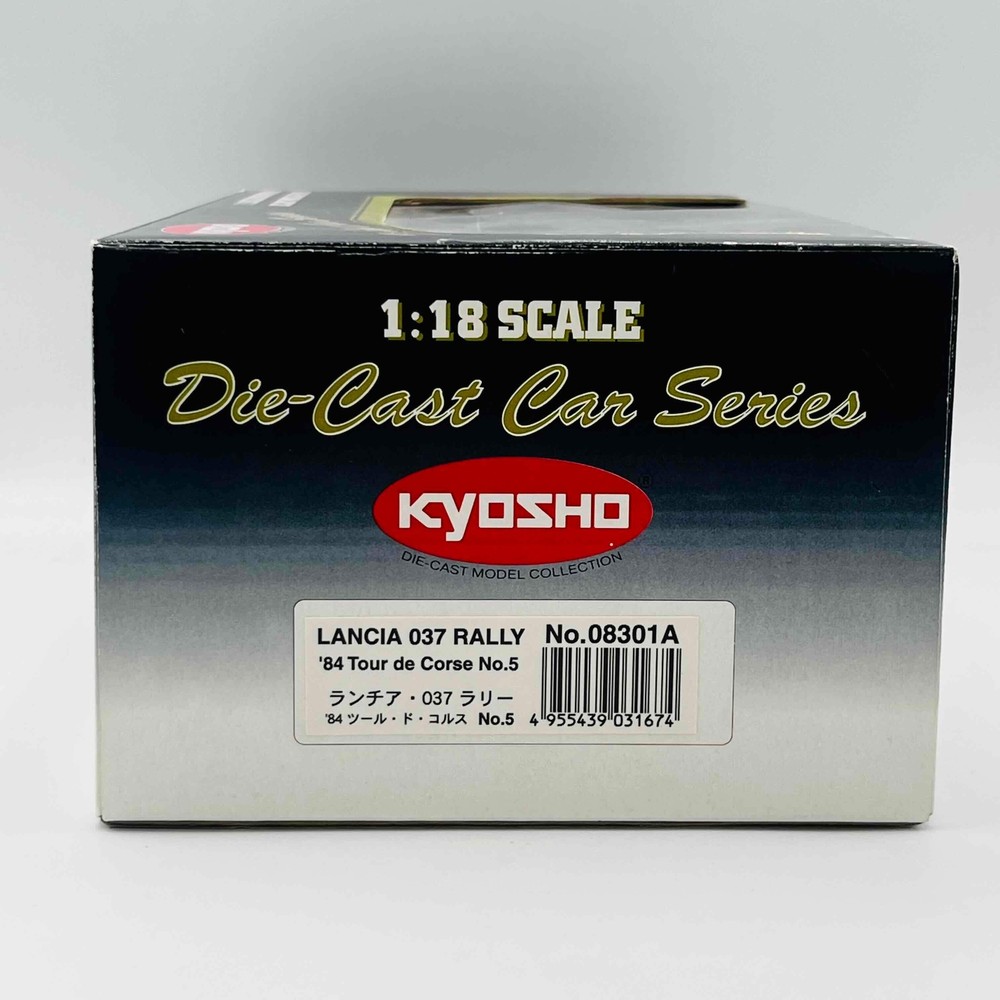 1:18 SCALE
Die-Cast Car Series
KYOSHO
DIE-CAST MODEL COLLECTION
LANCIA 037 RALLY No.08301A
'84 Tour de Corse No.5
ランチア・037 ラリー
'84 ツール・ド・コルス No.5
4 955439 031674